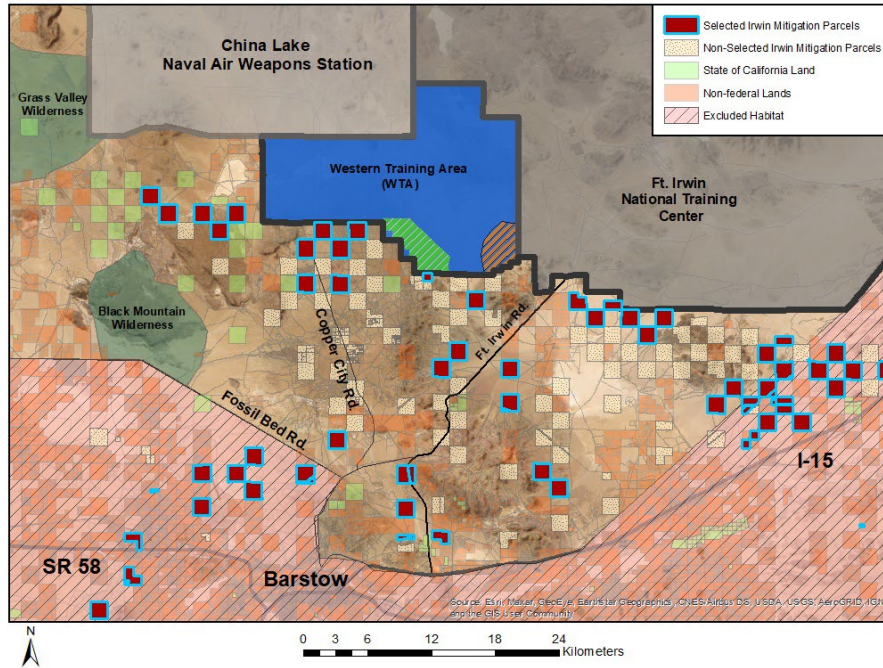 China Lake
Naval Air Weapons Station
Selected Irwin Mitigation Parcels
Non-Selected Irwin Mitigation Parcels
State of California Land
Non-federal Lands
Excluded Habitat
Grass Valley
Wilderness
Western Training Area
(WTA)
Ft. Irwin
National Training
Center
Black Mountain
Wilderness
Copper City Rd.
Ft. Irwin Rd.
Fossil Bed Rd.
I-15
SR 58
Barstow
Source: Esri, Maxar, GeoEye, Earthstar Geographics, CNES/Airbus DS, USDA, USGS, AeroGRID, IGN,
and the GIS User Community
N
0 3 6 12 18 24
Kilometers